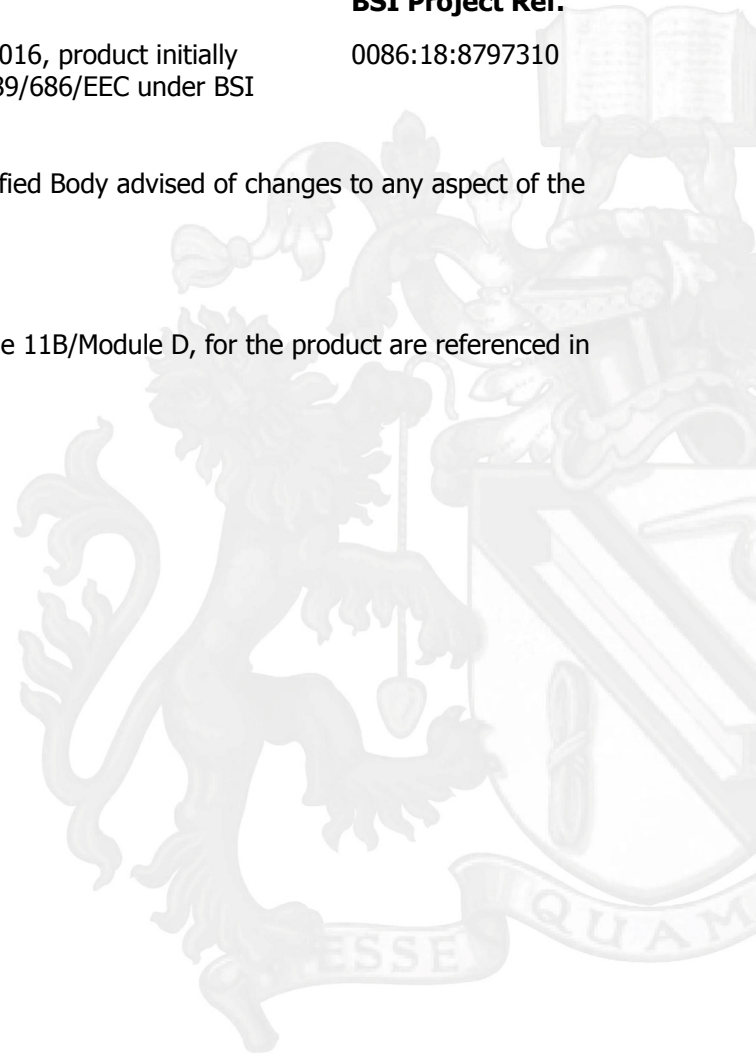 BSI Project Ref.
016, product initially
0086:18:8797310
89/686/EEC under BSI
fied Body advised of changes to any aspect of the
e 11B/Module D, for the product are referenced in
ESSE
QUAM